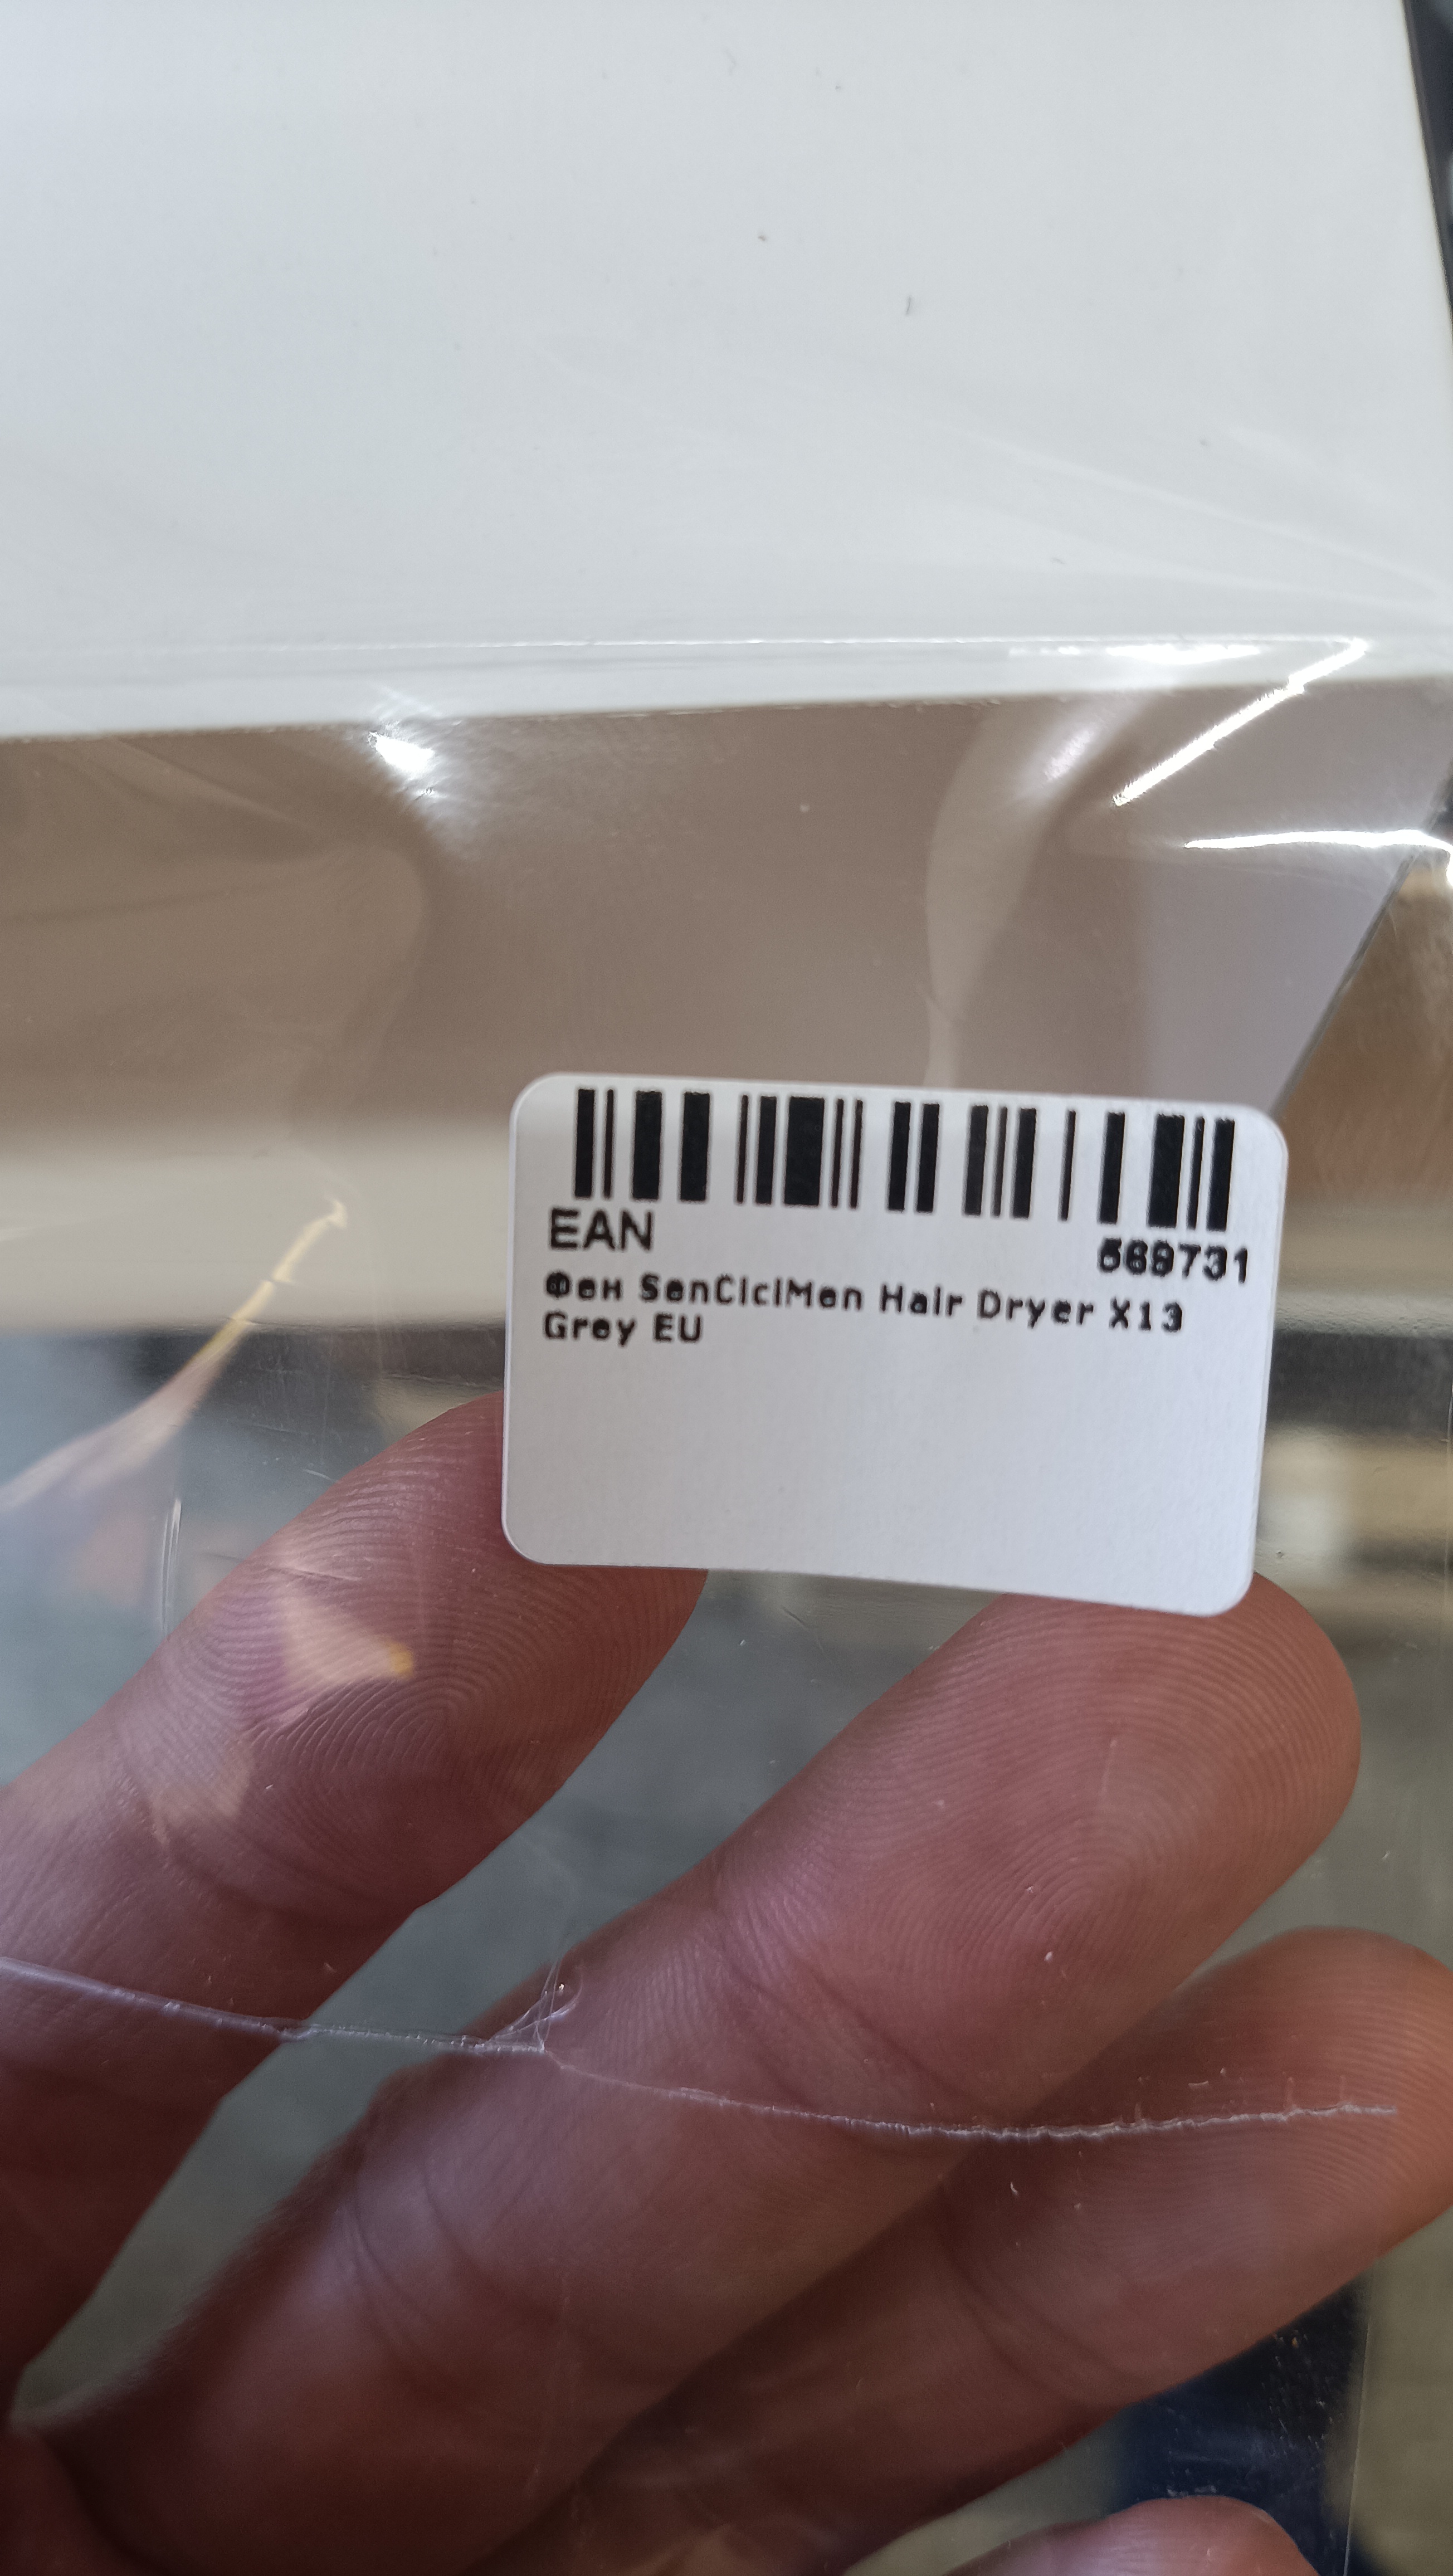 EAN
569731
Фен SenCiciMen Hair Dryer X13
Grey EU